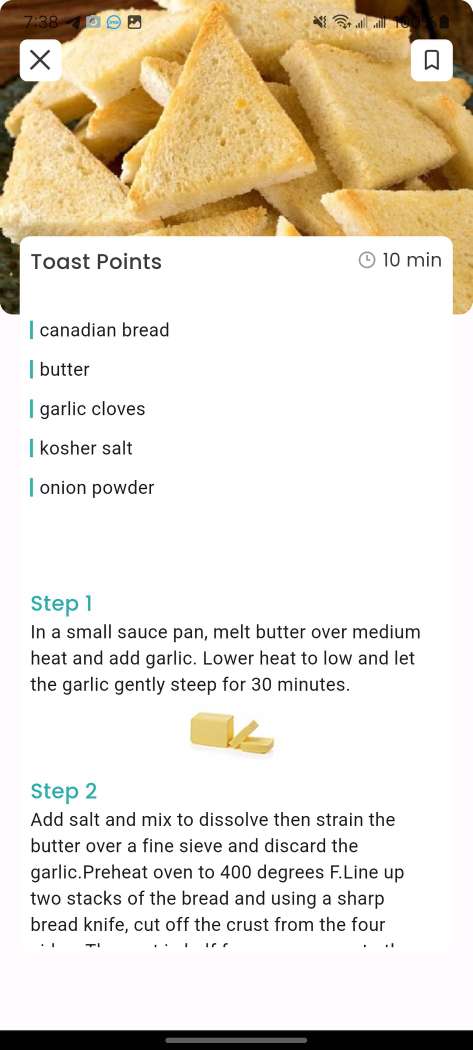 7:38
100%
Toast Points
10 min
canadian bread
butter
garlic cloves
kosher salt
onion powder
Step 1
In a small sauce pan, melt butter over medium
heat and add garlic. Lower heat to low and let
the garlic gently steep for 30 minutes.
Step 2
Add salt and mix to dissolve then strain the
butter over a fine sieve and discard the
garlic.Preheat oven to 400 degrees F.Line up
two stacks of the bread and using a sharp
bread knife, cut off the crust from the four